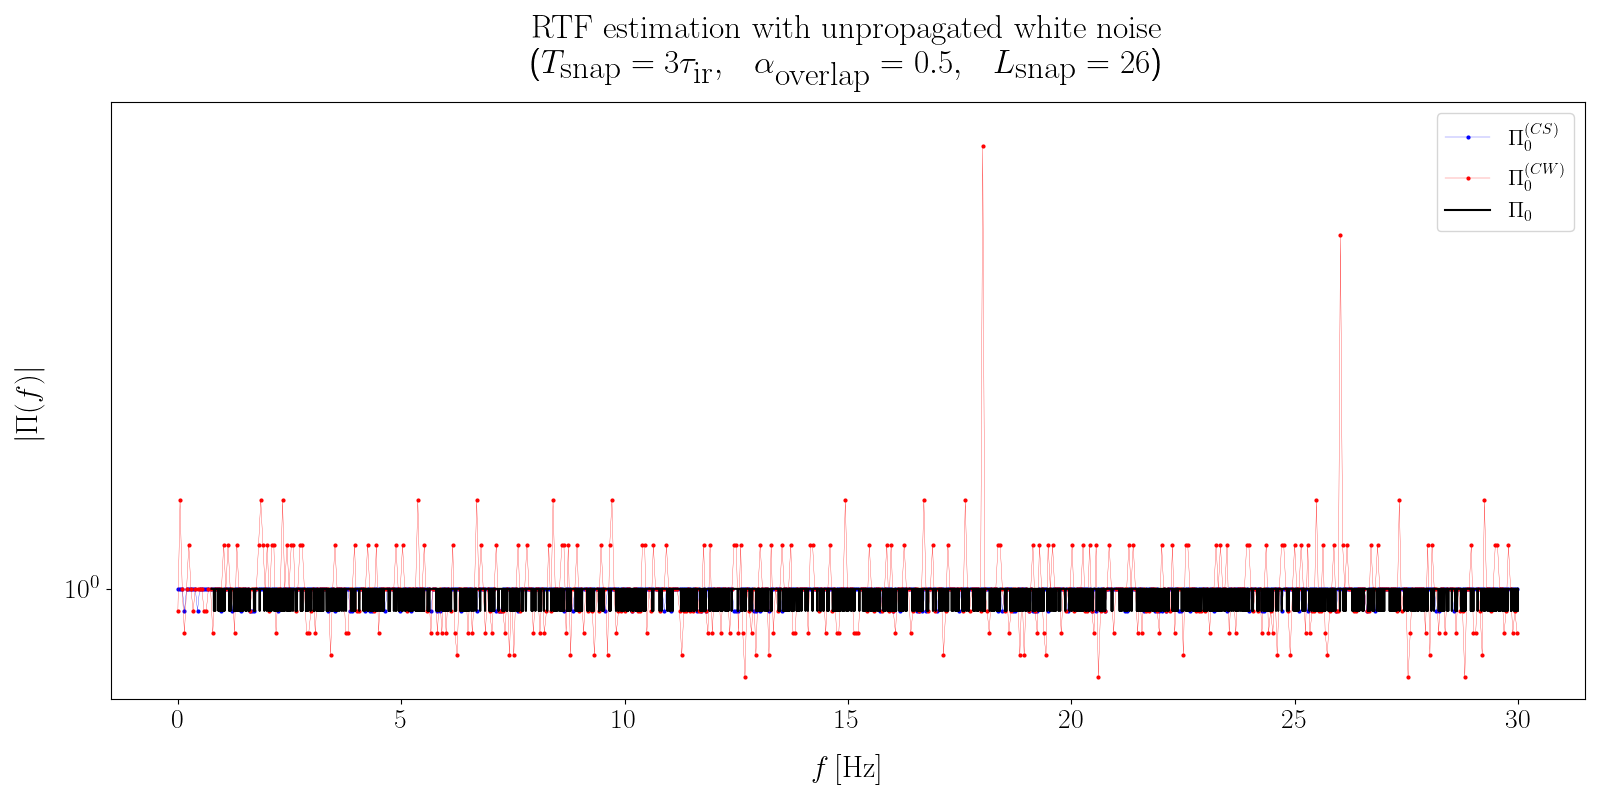 RTF estimation with unpropagated white noise
(T_snap = 3τ_ir, α_overlap = 0.5, L_snap = 26)
Π_0^(CS)
Π_0^(CW)
Π_0
|Π(f)|
10^0
0 5 10 15 20 25 30
f [Hz]